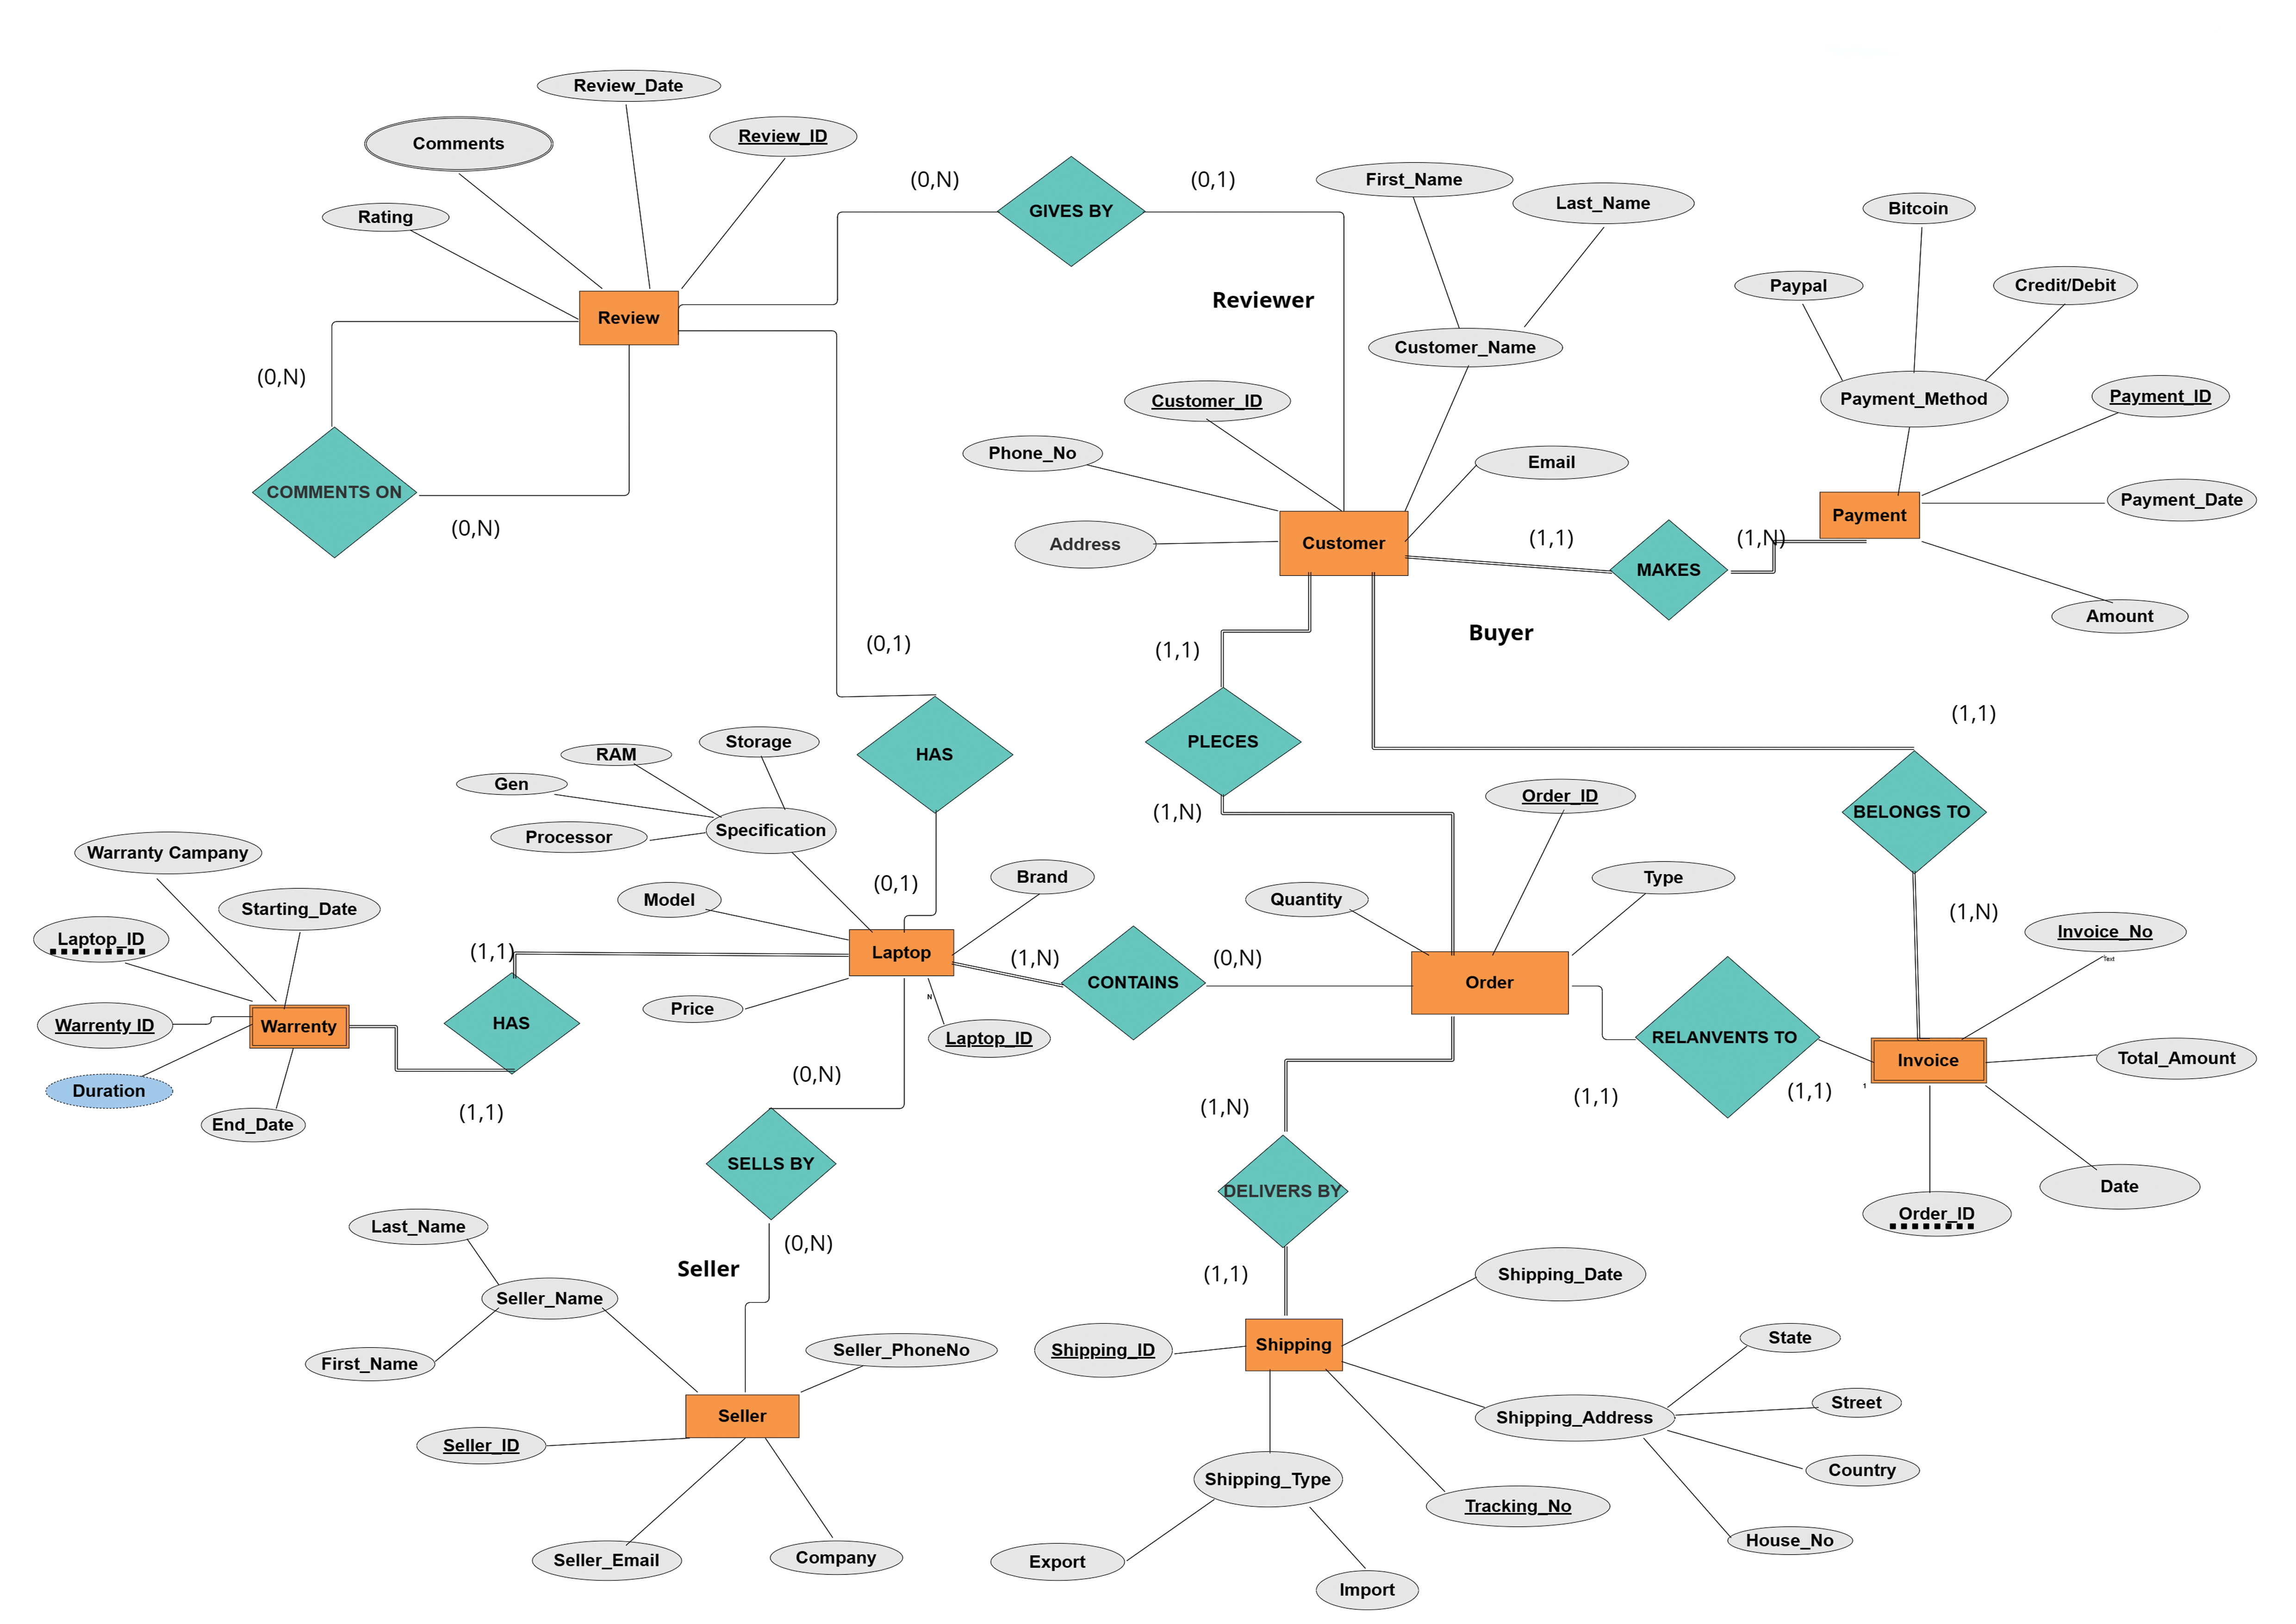 Review_Date
Comments
Review_ID
Rating
(0,N)
GIVES BY
(0,1)
First_Name
Last_Name
Bitcoin
Paypal
Credit/Debit
Reviewer
Review
Customer_Name
(0,N)
Customer_ID
Payment_Method
Payment_ID
Phone_No
Email
COMMENTS ON
Payment_Date
Payment
(0,N)
Address
Customer
(1,1)
(1,N)
MAKES
Amount
Buyer
(0,1)
(1,1)
(1,1)
PLECES
HAS
Storage
RAM
Gen
Specification
Processor
Order_ID
(1,N)
BELONGS TO
Warranty Campany
(0,1)
Brand
Type
Model
Quantity
Starting_Date
(1,N)
Laptop_ID
Invoice_No
Text
(1,1)
Laptop
(1,N)
(0,N)
CONTAINS
Order
N
Price
Warrenty ID
Warrenty
HAS
Laptop_ID
RELANVENTS TO
Invoice
Total_Amount
Duration
(0,N)
1
(1,1)
(1,1)
(1,1)
End_Date
(1,N)
SELLS BY
DELIVERS BY
Date
Order_ID
Last_Name
(0,N)
Seller
(1,1)
Shipping_Date
Seller_Name
State
Shipping
Shipping_ID
Seller_PhoneNo
First_Name
Street
Seller
Shipping_Address
Seller_ID
Country
Shipping_Type
Tracking_No
House_No
Seller_Email
Company
Export
Import